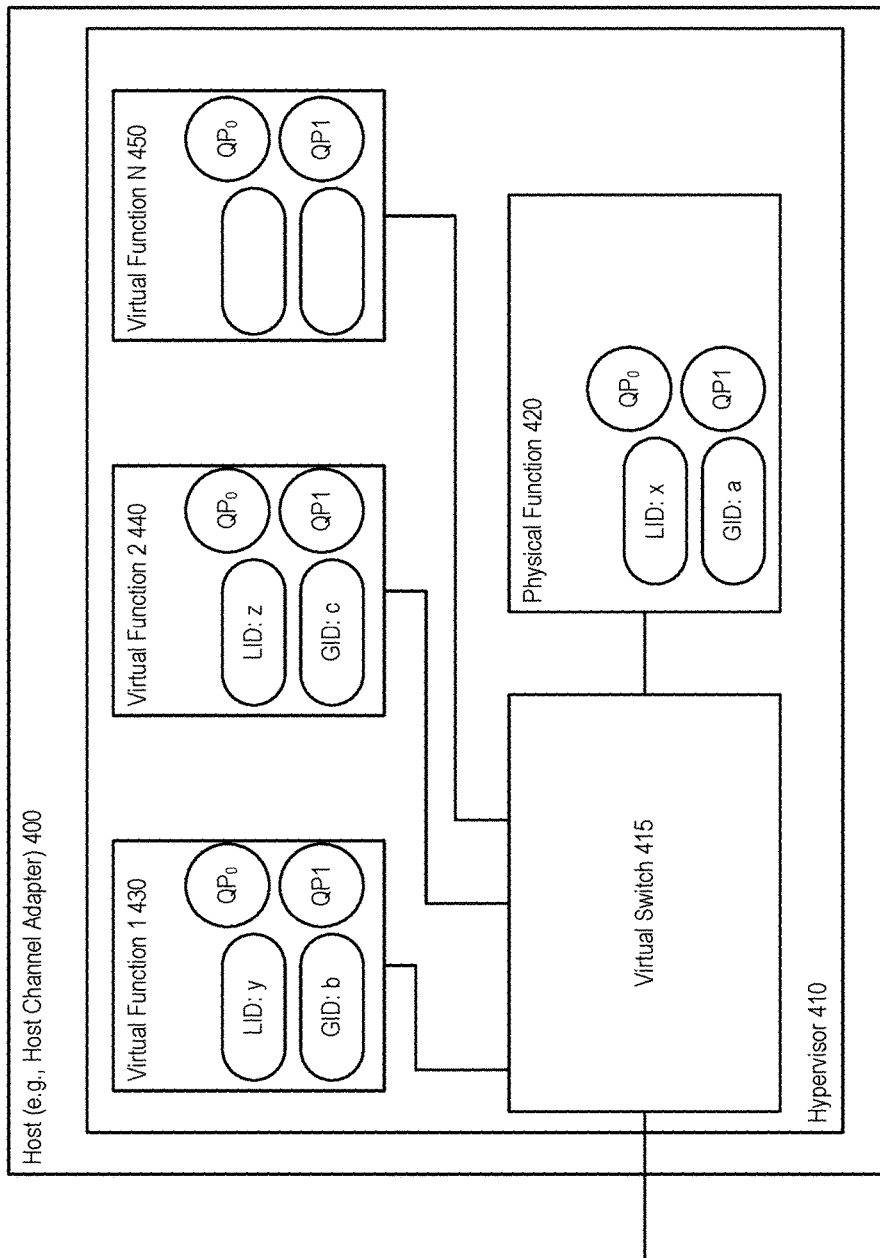 Host (e.g., Host Channel Adapter) 400
Virtual Function 1 430
LID: y
QP₀
GID: b
QP1
Virtual Function 2 440
LID: z
QP₀
GID: c
QP1
Virtual Function N 450
QP₀
QP1
Virtual Switch 415
Physical Function 420
LID: x
QP₀
GID: a
QP1
Hypervisor 410